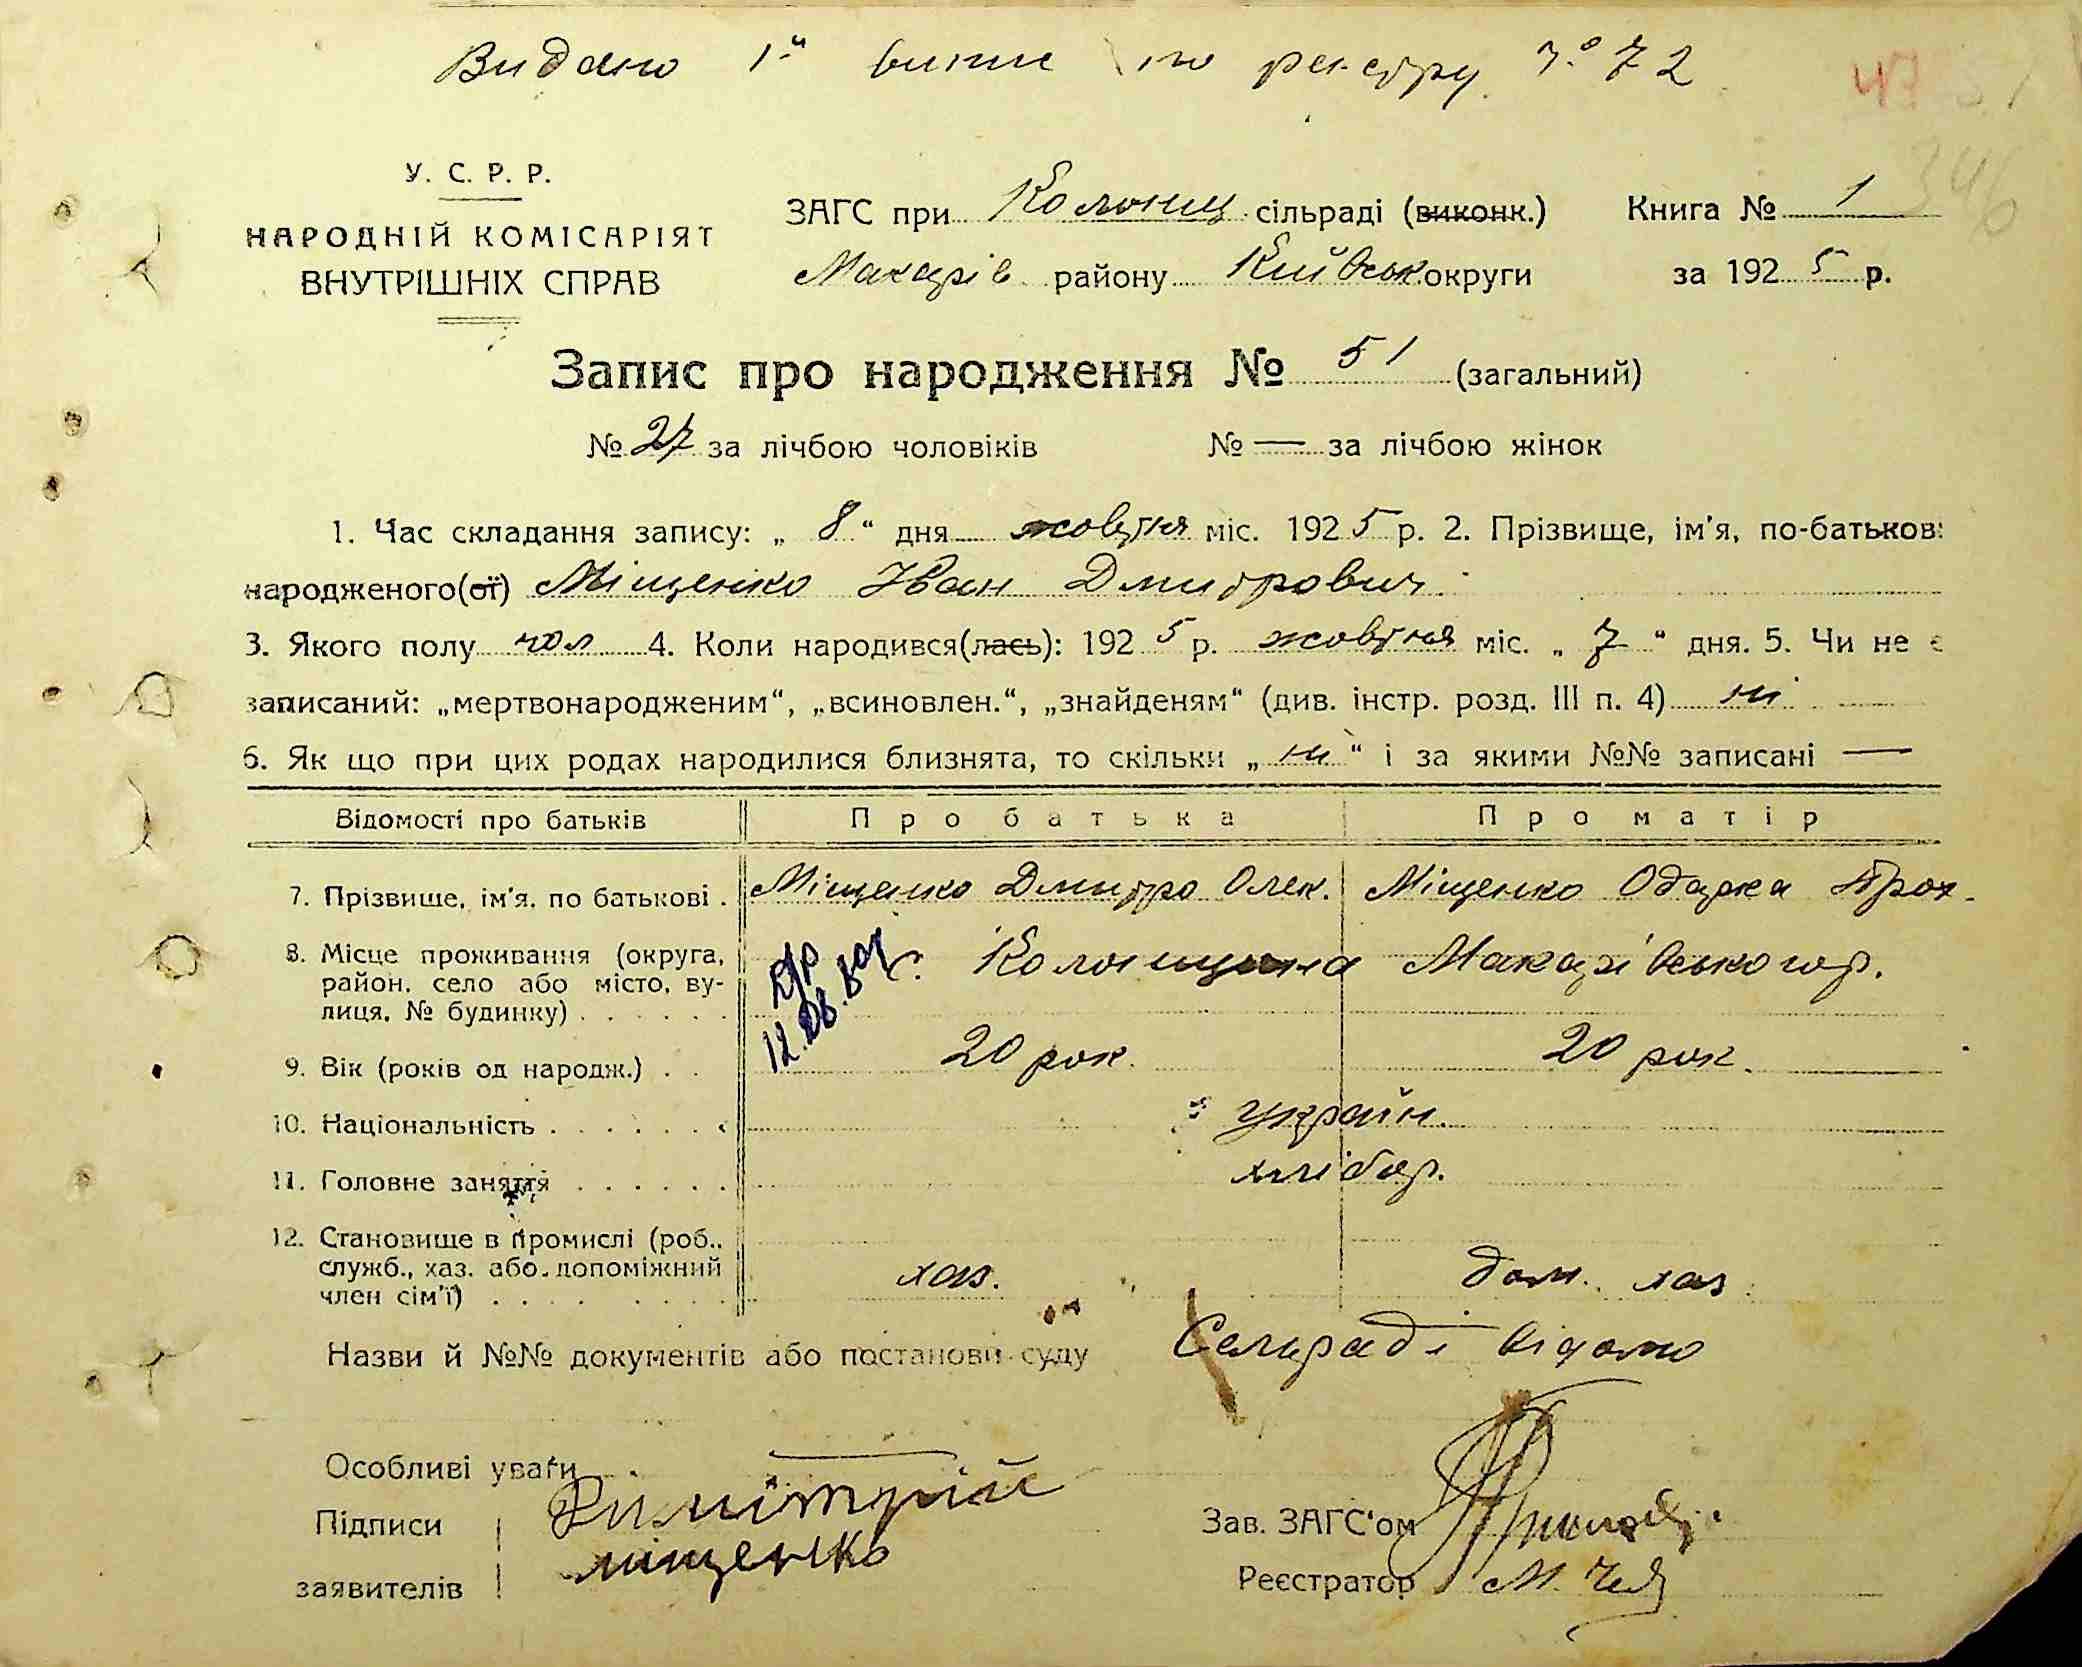 Видано 1й випис по реєстру № 72
У. С. Р. Р.
НАРОДНІЙ КОМІСАРІЯТ
ВНУТРІШНІХ СПРАВ
ЗАГС при Колонщ сільраді (виконк.) Книга № 1
346
Макарів району Київськ округи за 1925 р.
Запис про народження № 51 (загальний)
№ 27 за лічбою чоловіків № — за лічбою жінок
1. Час складання запису: „ 8 “ дня жовтня міс. 1925 р. 2. Прізвище, ім'я, по-батьков:
народженого(ої) Міщенко Іван Дмитрович
3. Якого полу чол 4. Коли народився(лась): 1925 р. жовтня міс. „ 7 “ дня. 5. Чи не є
записаний: „мертвонародженим“, „всиновлен.“, „знайденям“ (див. інстр. розд. III п. 4) ні
6. Як що при цих родах народилися близнята, то скільки „ ні “ і за якими №№ записані —
Відомості про батьків Про батька Про матір
7. Прізвище, ім'я, по батькові . Міщенко Дмитро Олек. Міщенко Одарка Прох.
8. Місце проживання (округа,
район, село або місто, ву-
лиця, № будинку) . . . . . .
с. Колонщина Макарівського р.
9. Вік (років од народж.) . . 20 рок. 20 рок.
10. Національність . . . . . . . україн.
11. Головне заняття . . . . . . хлібор.
12. Становище в промислі (роб.,
служб., хаз. або допоміжний
член сім'ї) . . . . . . . . хаз. дом. хаз.
Назви й №№ документів або постанови суду Сельраді відомо
Особливі уваги
Підписи Димітрій
Міщенко
заявителів
Зав. ЗАГС'ом
Реєстратор М.